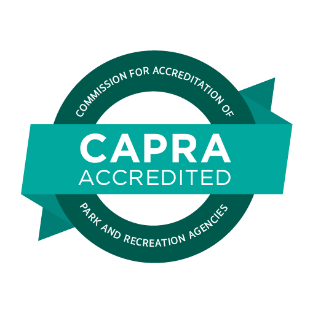 COMMISSION FOR ACCREDITATION OF
CAPRA
ACCREDITED
PARK AND RECREATION AGENCIES